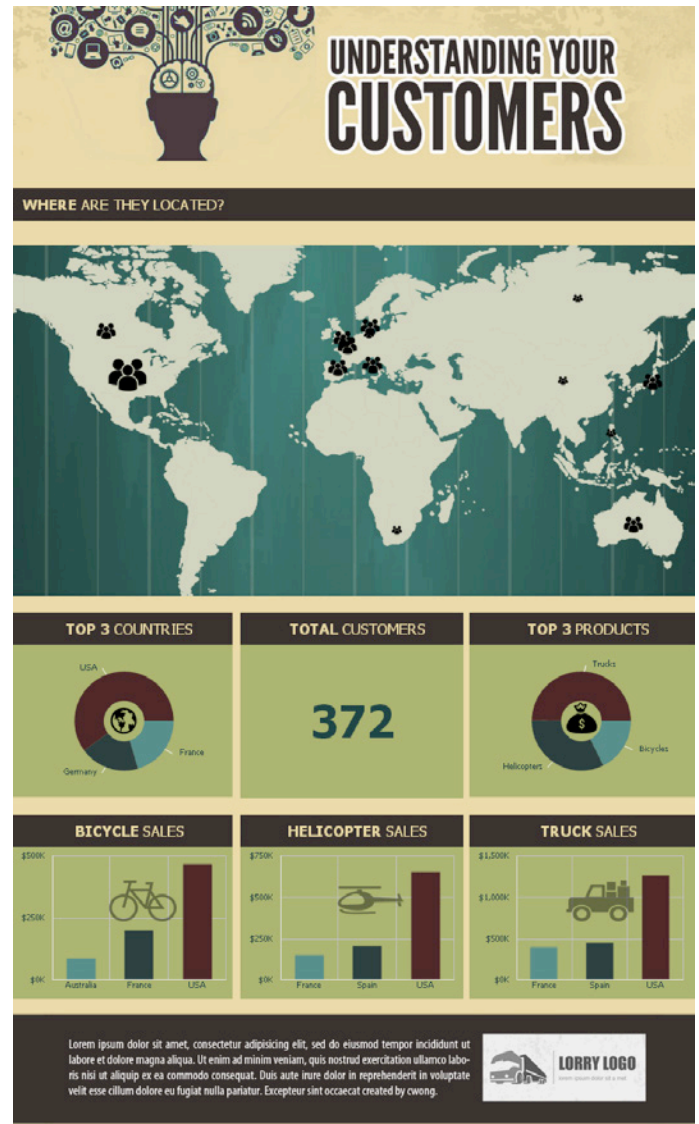 UNDERSTANDING YOUR
CUSTOMERS
WHERE ARE THEY LOCATED?
TOP 3 COUNTRIES
USA
France
Germany
TOTAL CUSTOMERS
372
TOP 3 PRODUCTS
Trucks
Bicycles
Helicopters
BICYCLE SALES
$500K
$250K
$0K
Australia France USA
HELICOPTER SALES
$750K
$500K
$250K
$0K
France Spain USA
TRUCK SALES
$1,500K
$1,000K
$500K
$0K
France Spain USA
Lorem ipsum dolor sit amet, consectetur adipisicing elit, sed do eiusmod tempor incididunt ut
labore et dolore magna aliqua. Ut enim ad minim veniam, quis nostrud exercitation ullamco labo-
ris nisi ut aliquip ex ea commodo consequat. Duis aute irure dolor in reprehenderit in voluptate
velit esse cillum dolore eu fugiat nulla pariatur. Excepteur sint occaecat created by cwong.
LORRY LOGO